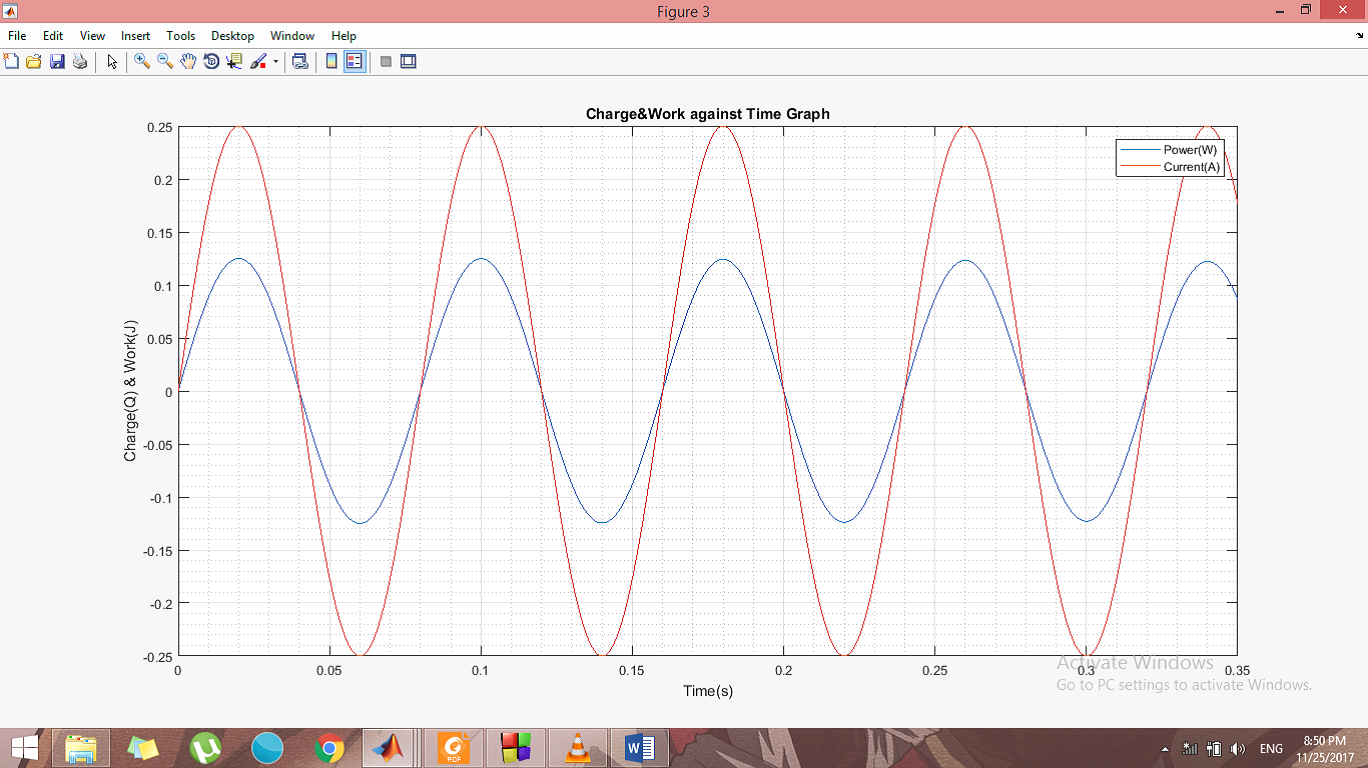 Figure 3
File Edit View Insert Tools Desktop Window Help
Charge&Work against Time Graph
Power(W)
Current(A)
0.25
0.2
0.15
0.1
0.05
0
-0.05
-0.1
-0.15
-0.2
-0.25
Charge(Q) & Work(J)
0 0.05 0.1 0.15 0.2 0.25 0.3 0.35
Time(s)
Activate Windows
Go to PC settings to activate Windows.
PDF
W
ENG
8:50 PM
11/25/2017